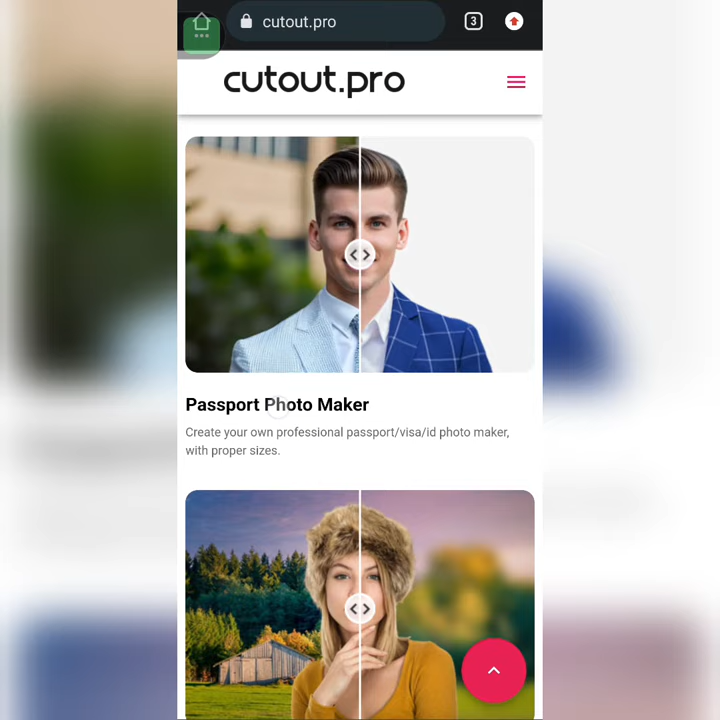 cutout.pro
3
cutout.pro
Passport Photo Maker
Create your own professional passport/visa/id photo maker,
with proper sizes.